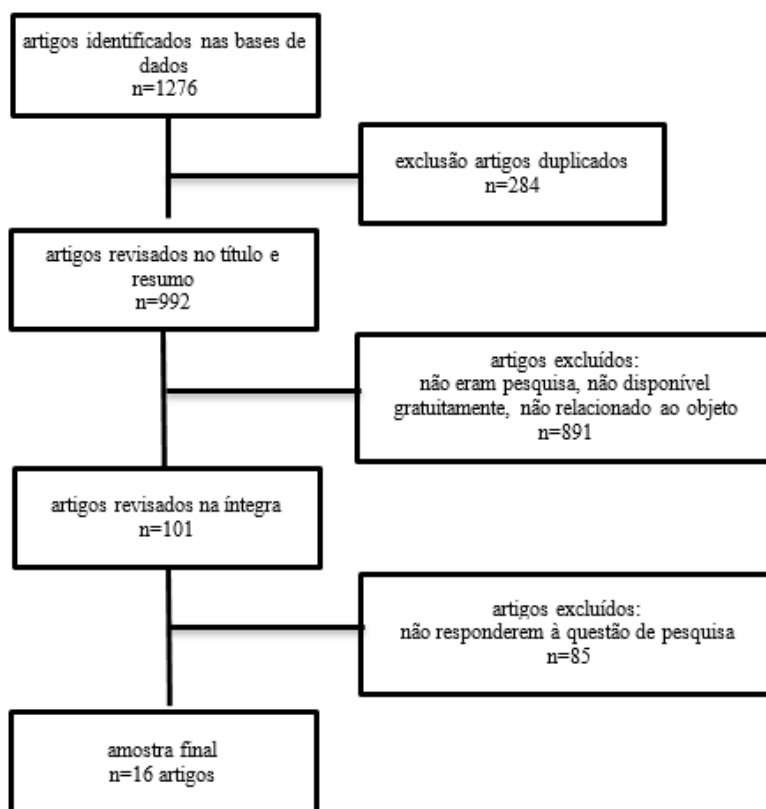 artigos identificados nas bases de
dados
n=1276
exclusão artigos duplicados
n=284
artigos revisados no título e
resumo
n=992
artigos excluídos:
não eram pesquisa, não disponível
gratuitamente, não relacionado ao objeto
n=891
artigos revisados na íntegra
n=101
artigos excluídos:
não responderem à questão de pesquisa
n=85
amostra final
n=16 artigos